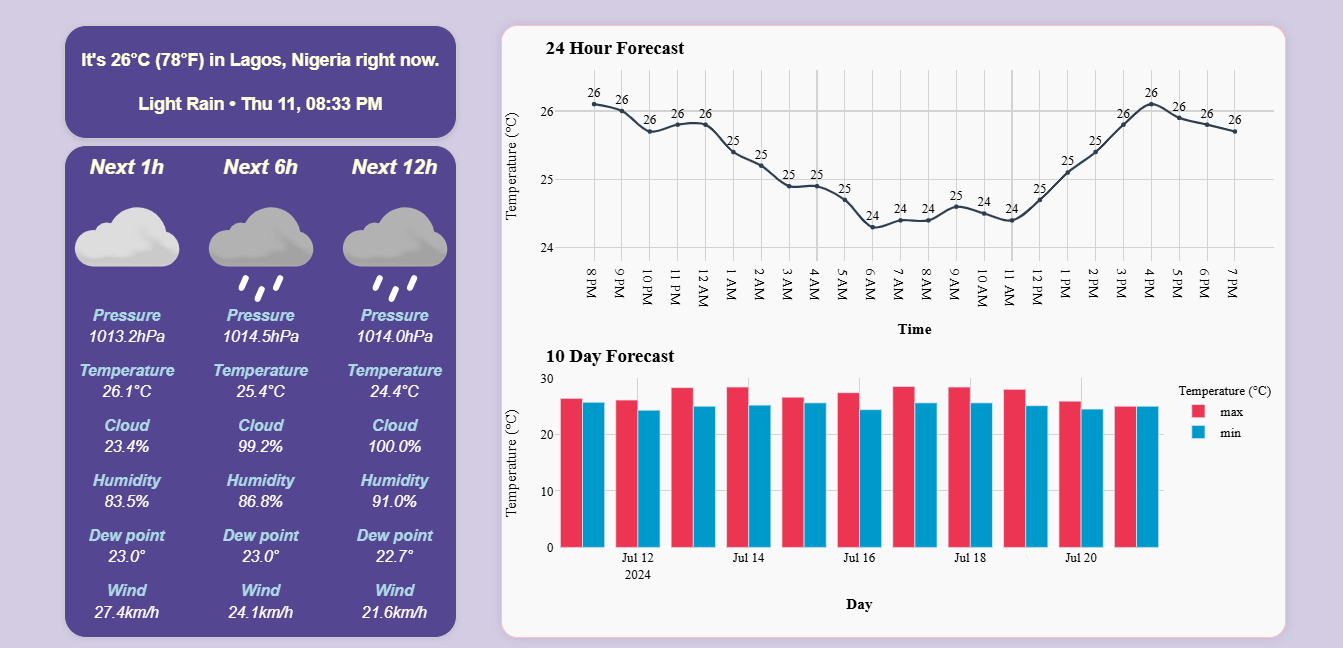 It's 26°C (78°F) in Lagos, Nigeria right now.
Light Rain • Thu 11, 08:33 PM
Next 1h Next 6h Next 12h
Pressure Pressure Pressure
1013.2hPa 1014.5hPa 1014.0hPa
Temperature Temperature Temperature
26.1°C 25.4°C 24.4°C
Cloud Cloud Cloud
23.4% 99.2% 100.0%
Humidity Humidity Humidity
83.5% 86.8% 91.0%
Dew point Dew point Dew point
23.0° 23.0° 22.7°
Wind Wind Wind
27.4km/h 24.1km/h 21.6km/h
24 Hour Forecast
Temperature (°C)
26
25
24
26 26 26 26 26 25 25 25 25 25 24 24 24 25 24 24 25 25 25 26 26 26 26 26
8 PM 9 PM 10 PM 11 PM 12 AM 1 AM 2 AM 3 AM 4 AM 5 AM 6 AM 7 AM 8 AM 9 AM 10 AM 11 AM 12 PM 1 PM 2 PM 3 PM 4 PM 5 PM 6 PM 7 PM
Time
10 Day Forecast
Temperature (°C)
30
20
10
0
Jul 12 Jul 14 Jul 16 Jul 18 Jul 20
2024
Day
Temperature (°C)
max
min